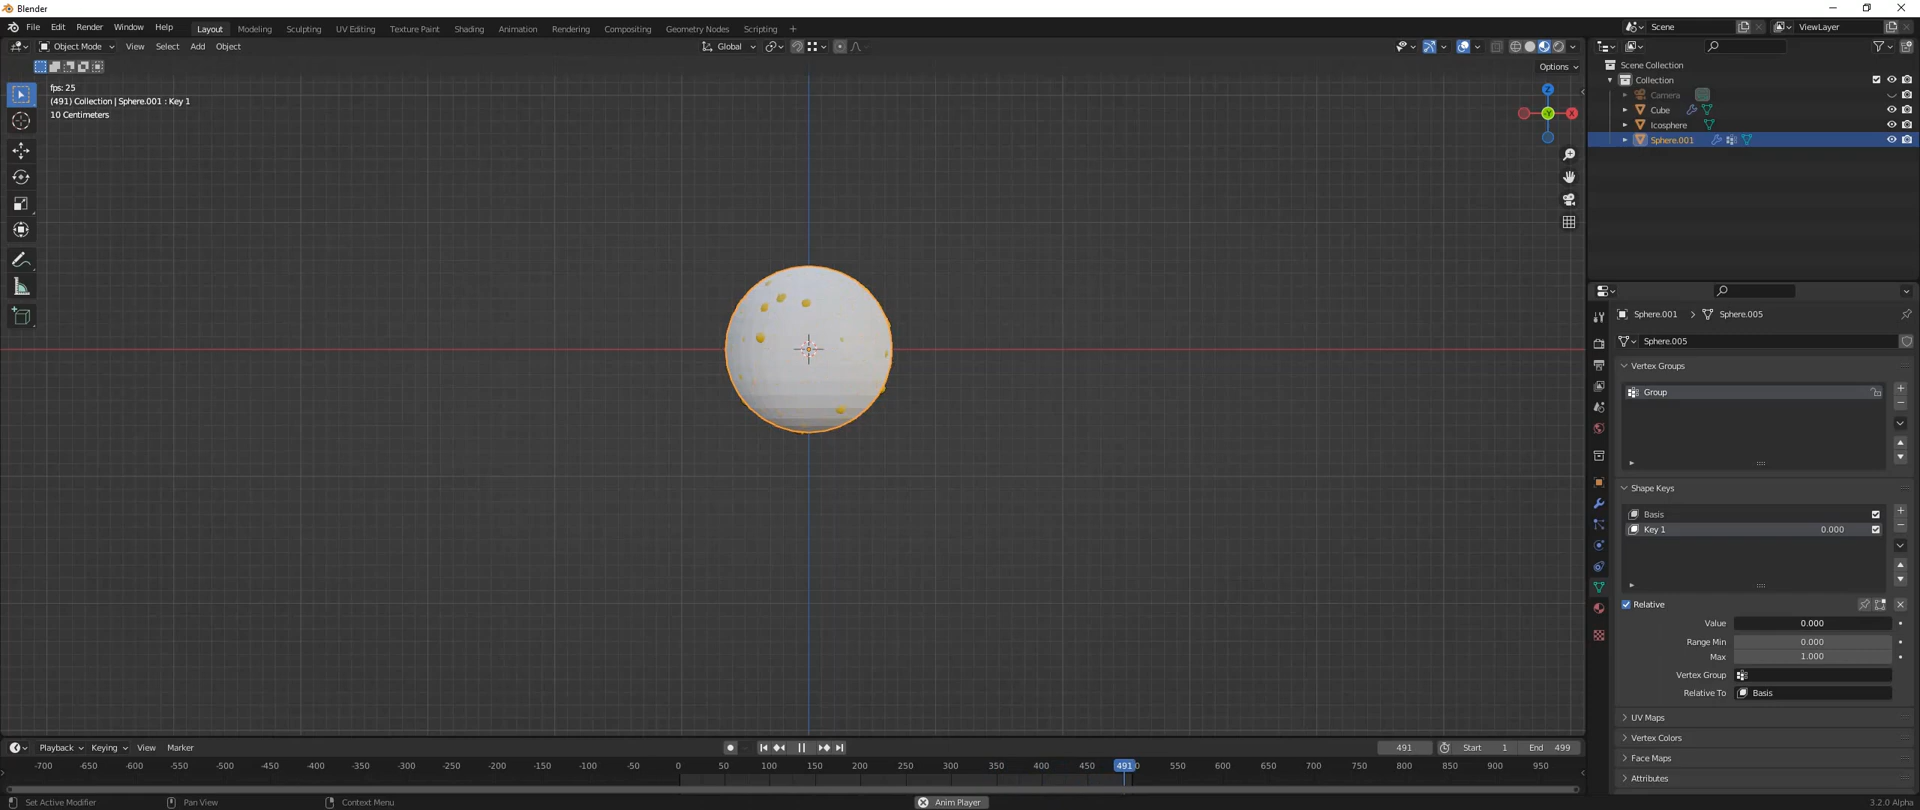 Blender
File Edit Render Window Help Layout Modeling Sculpting UV Editing Texture Paint Shading Animation Rendering Compositing Geometry Nodes Scripting + Scene ViewLayer
Object Mode View Select Add Object Global
Options
fps: 25
(491) Collection | Sphere.001 : Key 1
10 Centimeters
Z
X
-Y
Scene Collection
Collection
Camera
Cube
Icosphere
Sphere.001
Sphere.001 > Sphere.005
Sphere.005
Vertex Groups
Group
Shape Keys
Basis
Key 1 0.000
Relative
Value 0.000
Range Min 0.000
Max 1.000
Vertex Group
Relative To Basis
UV Maps
Vertex Colors
Face Maps
Attributes
Playback Keying View Marker 491 Start 1 End 499
-700 -650 -600 -550 -500 -450 -400 -350 -300 -250 -200 -150 -100 -50 0 50 100 150 200 250 300 350 400 450 491 550 600 650 700 750 800 850 900 950
Set Active Modifier Pan View Context Menu Anim Player 3.2.0 Alpha